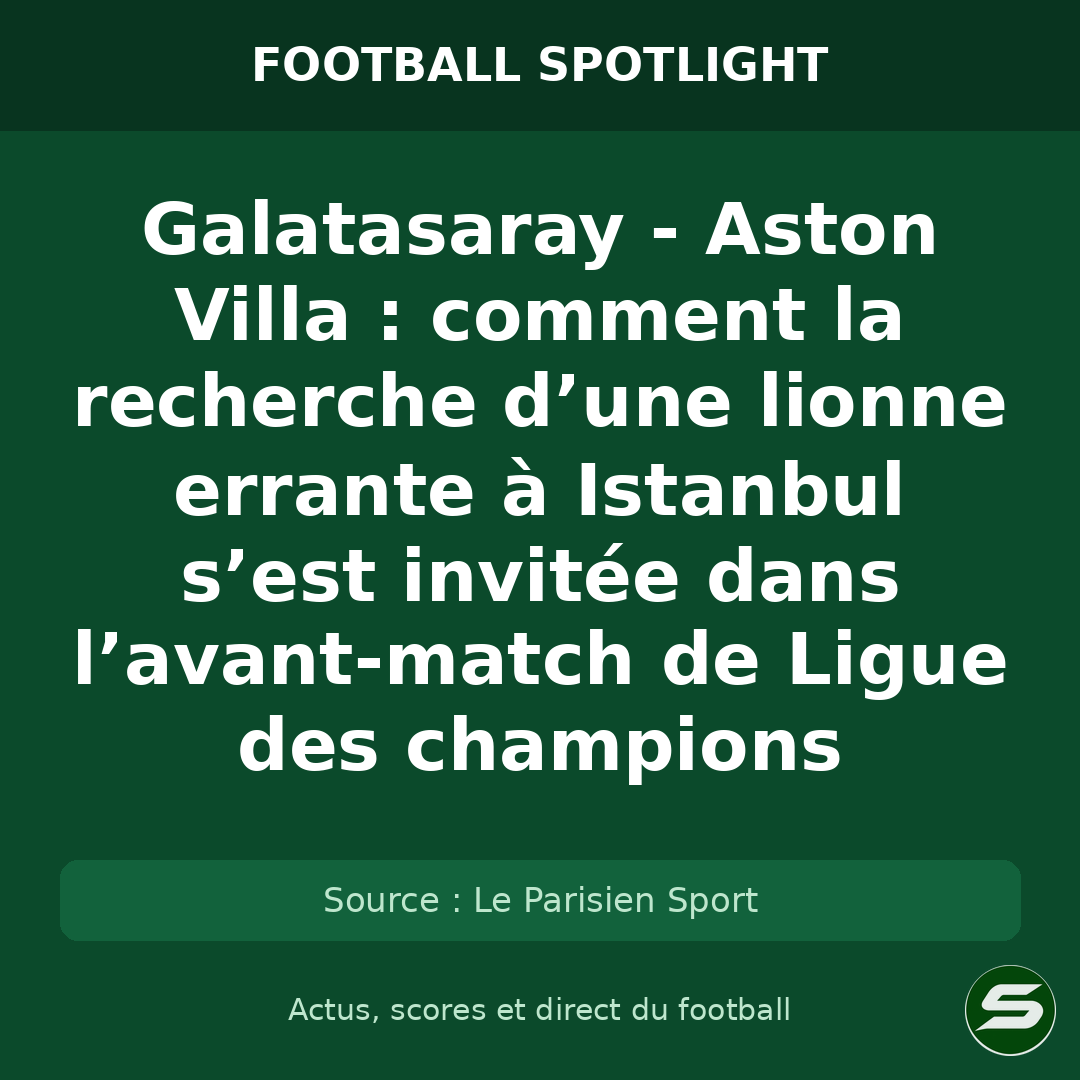 FOOTBALL SPOTLIGHT
Galatasaray - Aston
Villa : comment la
recherche d’une lionne
errante à Istanbul
s’est invitée dans
l’avant-match de Ligue
des champions
Source : Le Parisien Sport
Actus, scores et direct du football
S